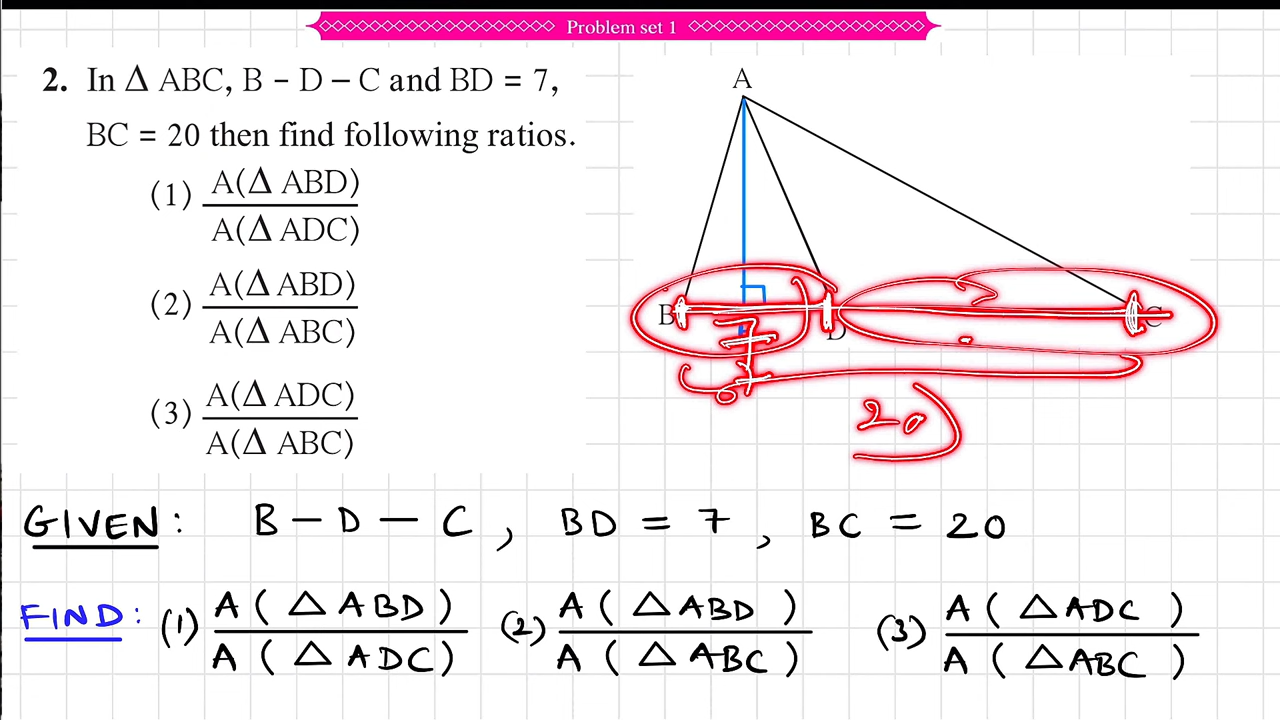 Problem set 1
2. In Δ ABC, B − D − C and BD = 7,
BC = 20 then find following ratios.
(1) A(Δ ABD)
A(Δ ADC)
(2) A(Δ ABD)
A(Δ ABC)
(3) A(Δ ADC)
A(Δ ABC)
A
B
D
C
7
?
20
GIVEN: B − D − C, BD = 7, BC = 20
FIND: (1) A ( △ ABD ) (2) A ( △ ABD ) (3) A ( △ ADC )
A ( △ ADC) A ( △ ABC ) A ( △ ABC )